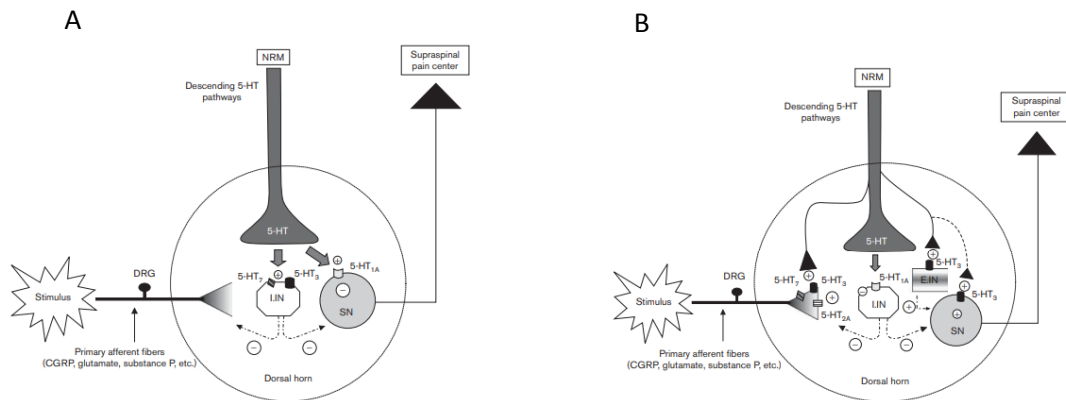 A
NRM
Descending 5-HT
pathways
Supraspinal
pain center
5-HT
5-HT7
5-HT3
5-HT1A
DRG
Stimulus
I.IN
SN
Primary afferent fibers
(CGRP, glutamate, substance P, etc.)
Dorsal horn
B
NRM
Descending 5-HT
pathways
Supraspinal
pain center
5-HT
5-HT3
DRG
5-HT7
5-HT3
5-HT1A
E.IN
5-HT3
Stimulus
I.IN
5-HT2A
SN
Primary afferent fibers
(CGRP, glutamate, substance P, etc.)
Dorsal horn